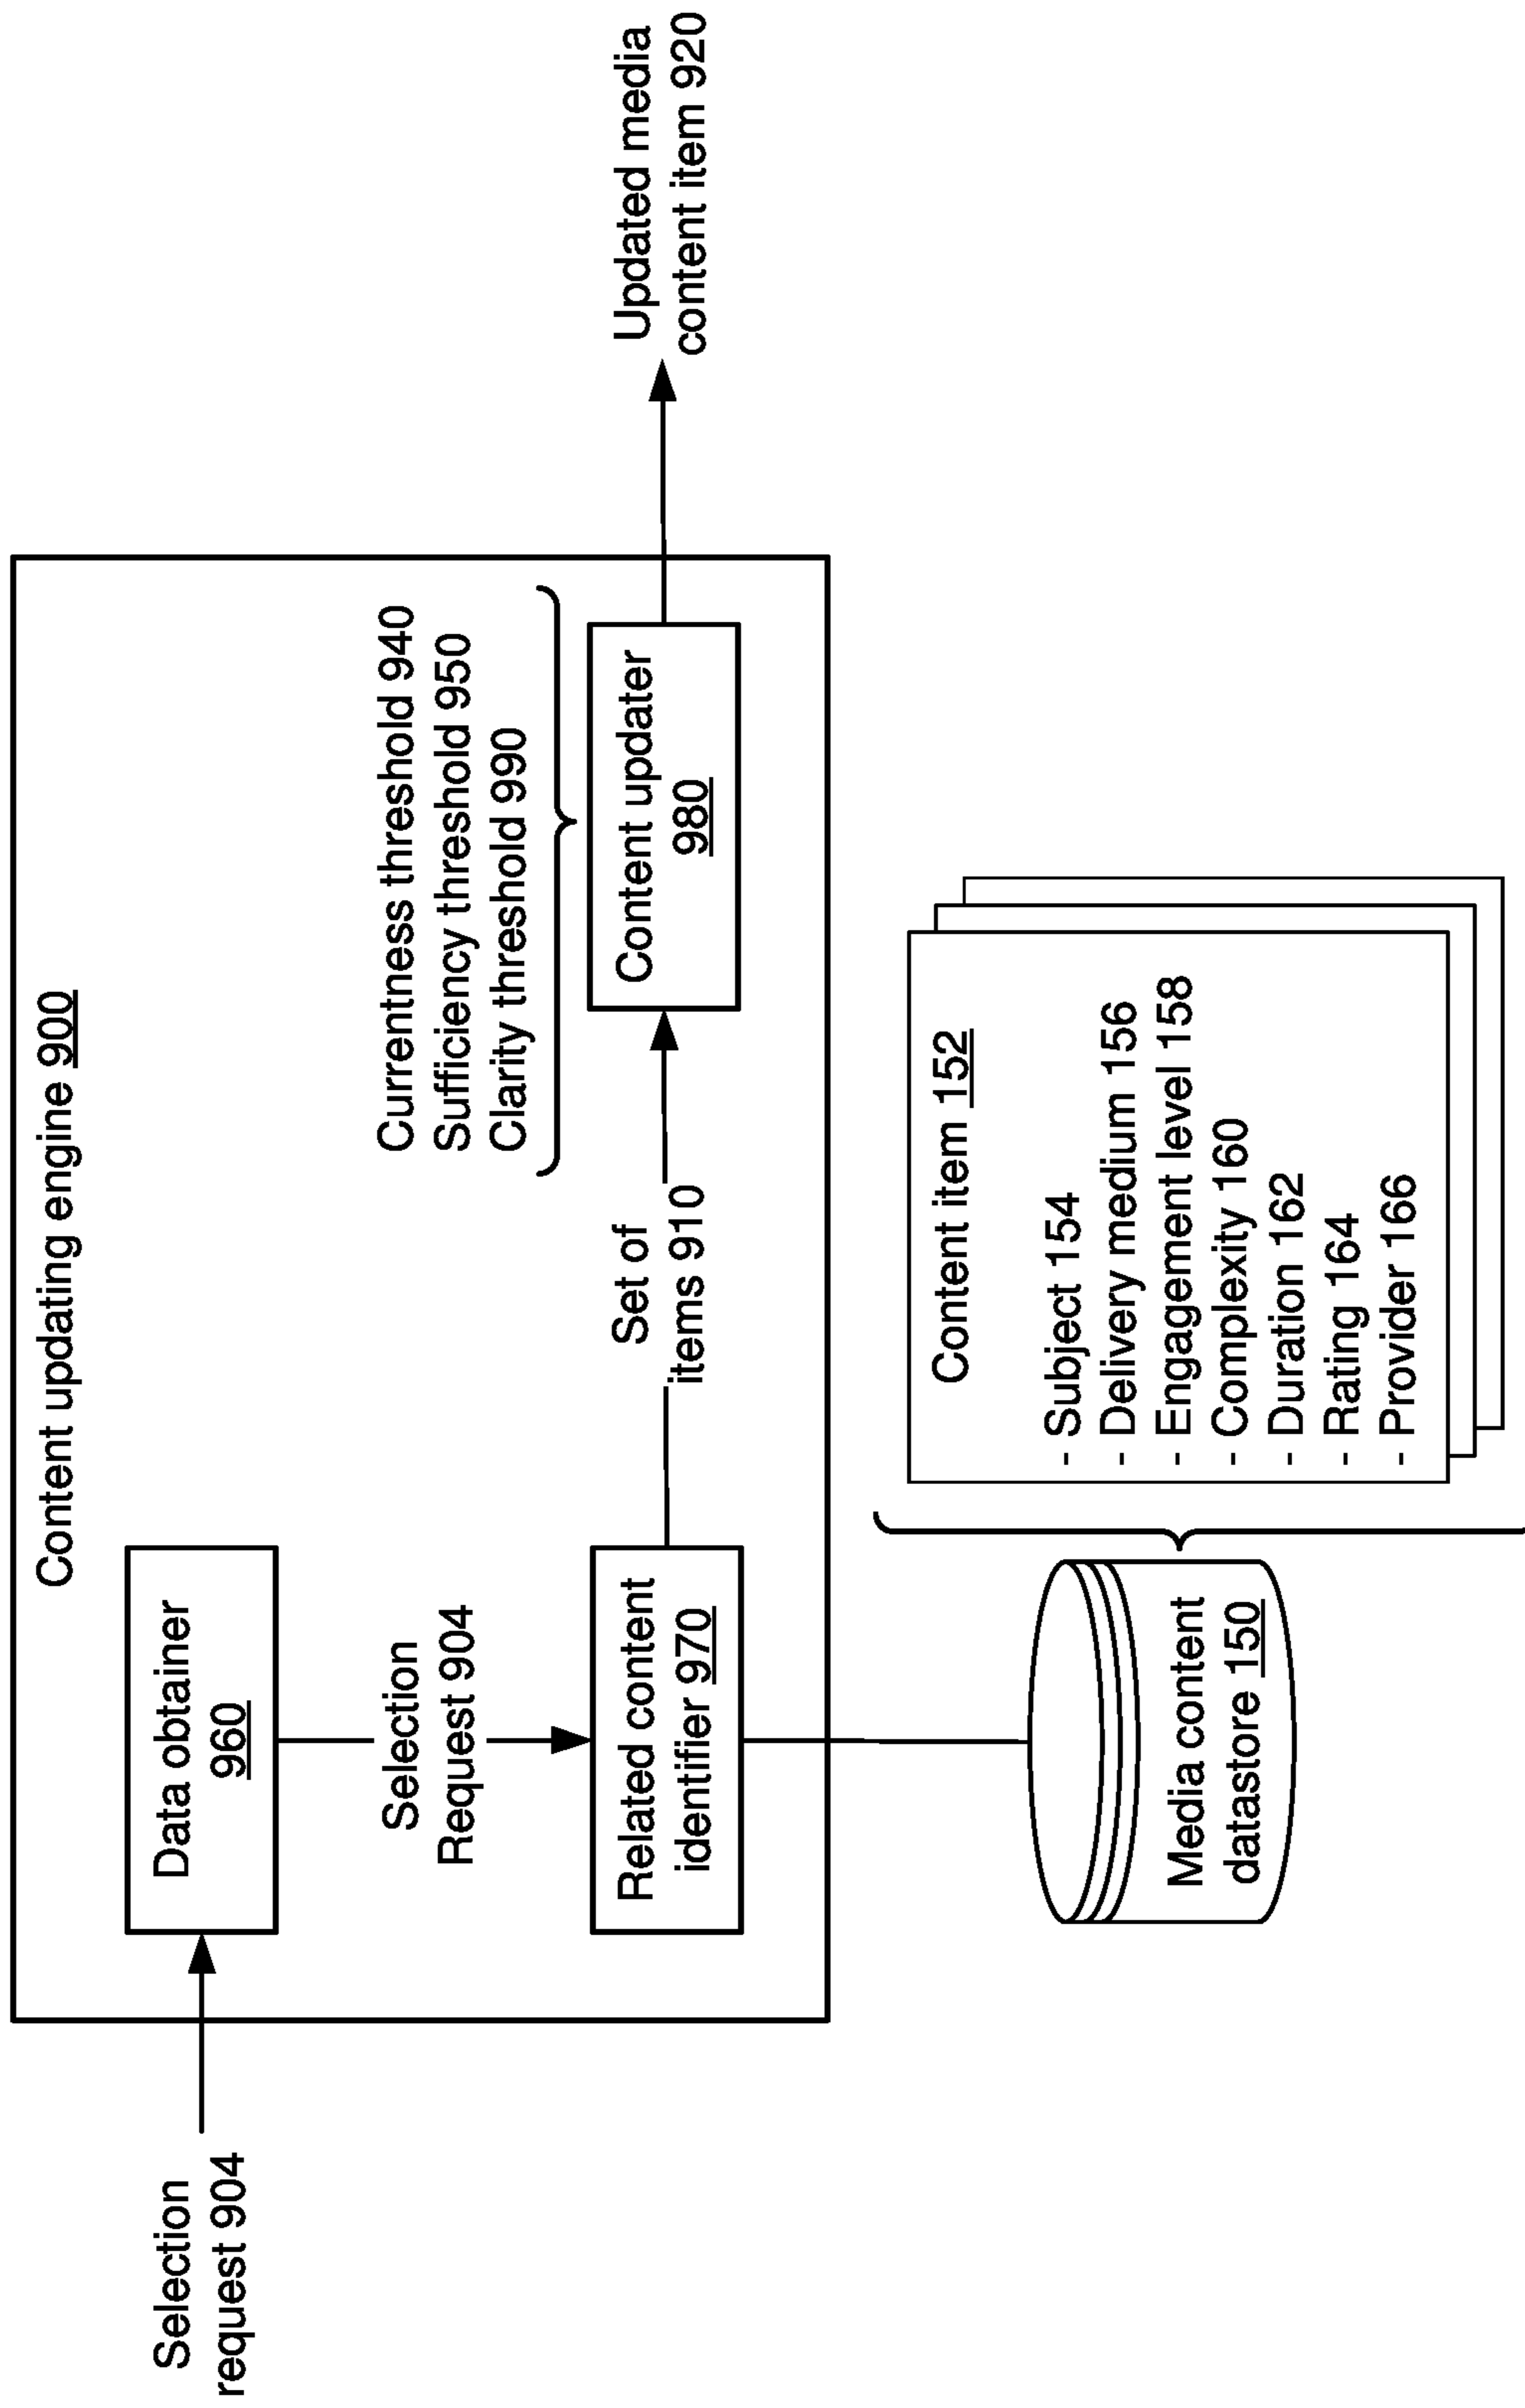 Content updating engine 900
Selection
request 904
Data obtainer
960
Selection
Request 904
Related content
identifier 970
Set of
items 910
Currentness threshold 940
Sufficiency threshold 950
Clarity threshold 990
Content updater
980
Updated media
content item 920
Media content
datastore 150
Content item 152
- Subject 154
- Delivery medium 156
- Engagement level 158
- Complexity 160
- Duration 162
- Rating 164
- Provider 166